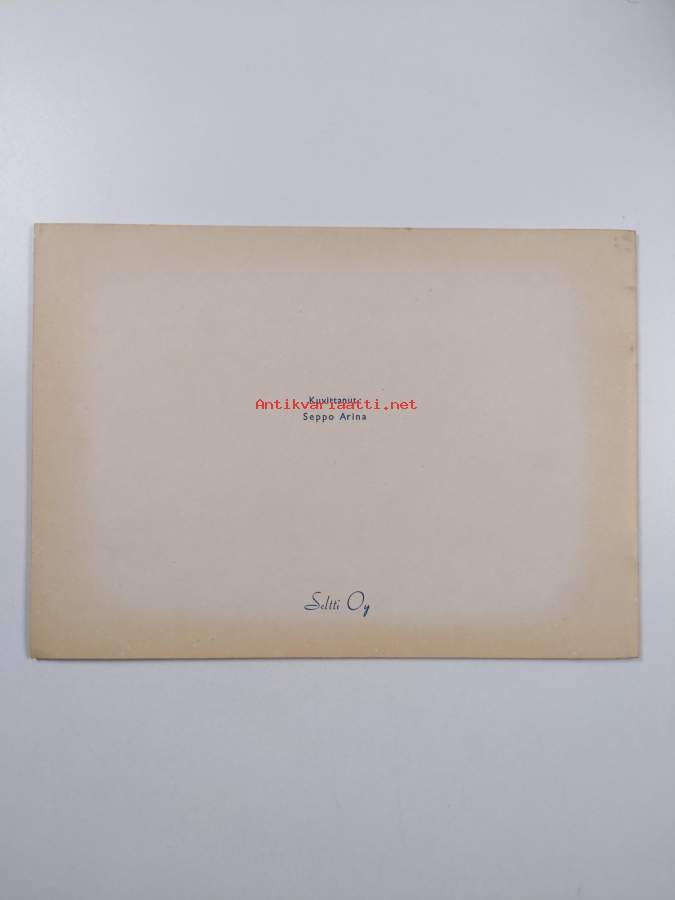 Kuvittanut:
Antikvariaatti.net
Seppo Arina
Seltti Oy